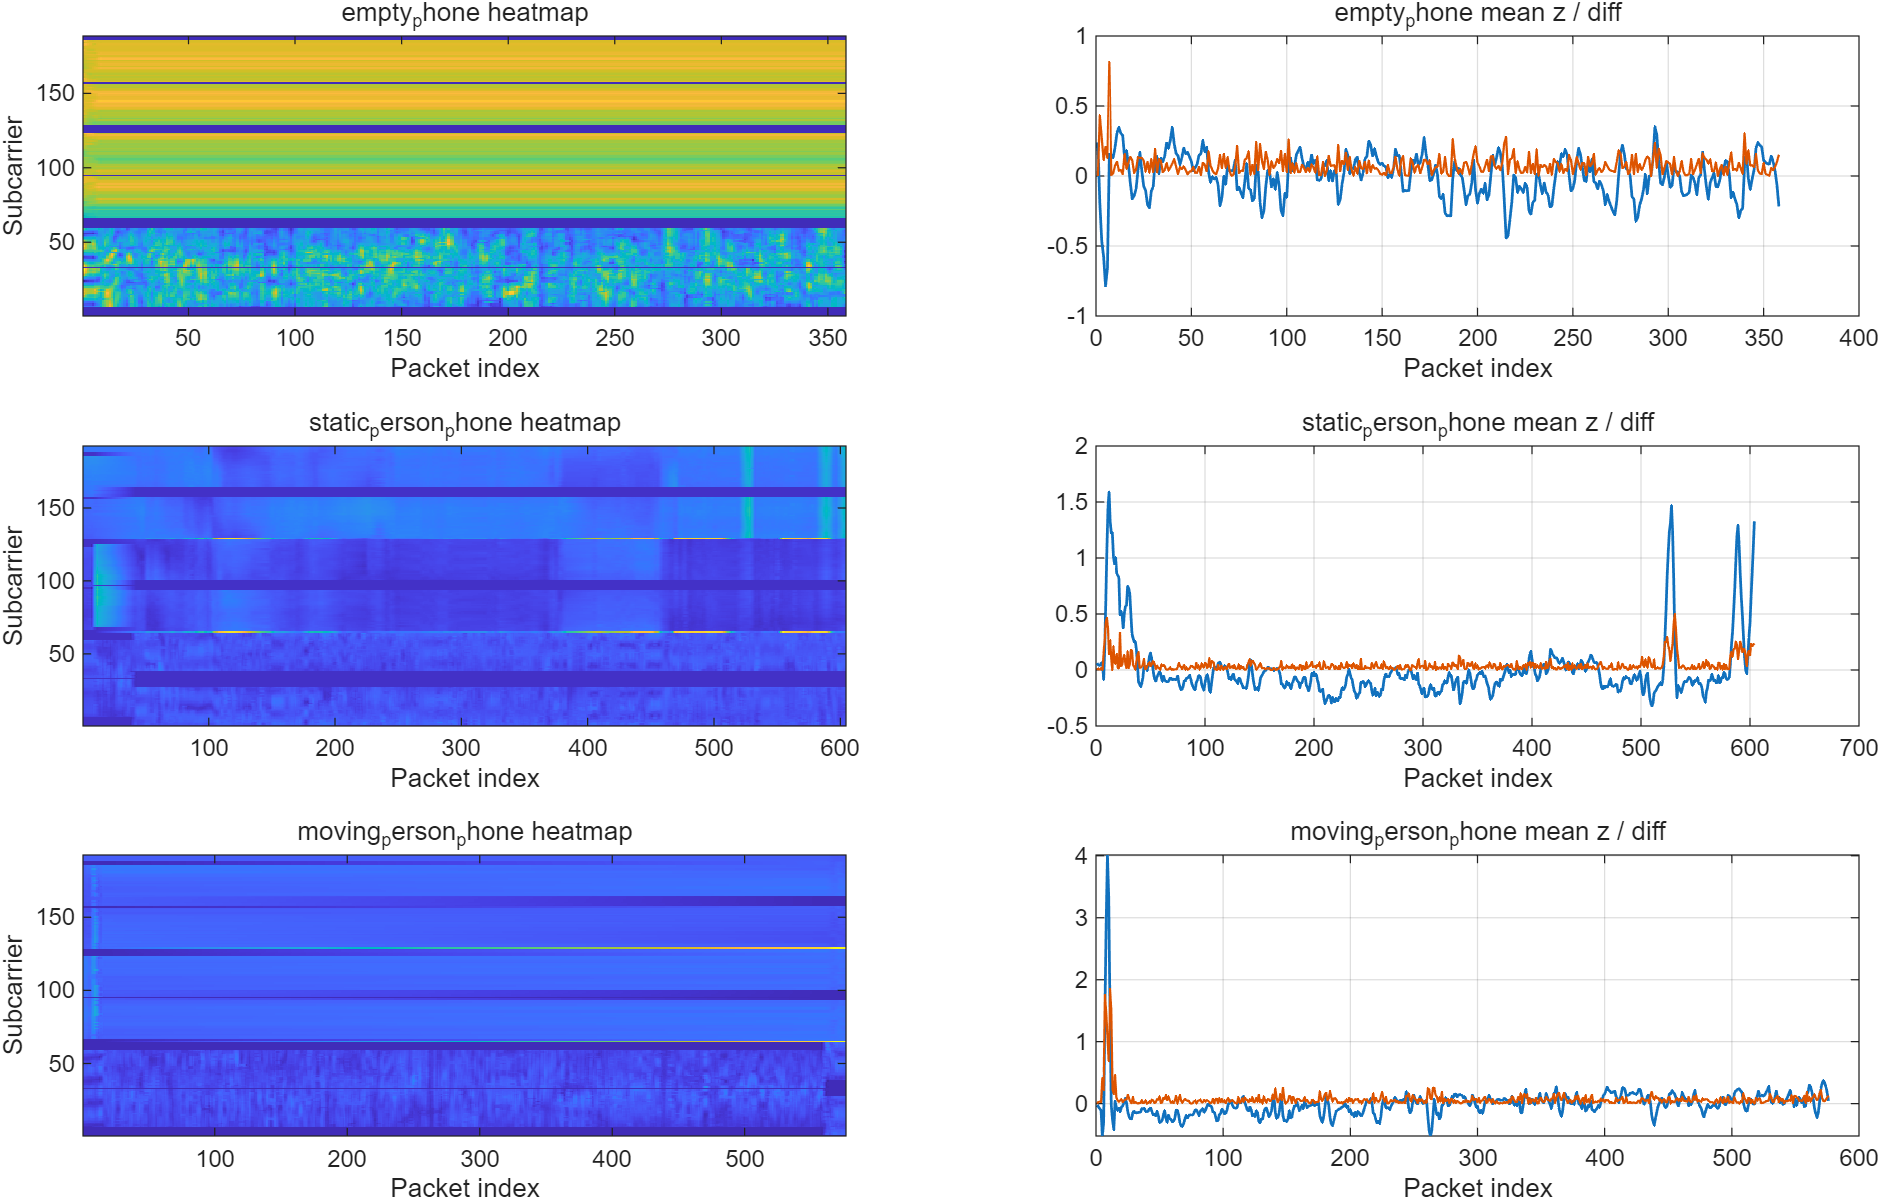 empty_phone heatmap
150
100
50
Subcarrier
50 100 150 200 250 300 350
Packet index
empty_phone mean z / diff
1
0.5
0
-0.5
-1
0 50 100 150 200 250 300 350 400
Packet index
static_person_phone heatmap
150
100
50
Subcarrier
100 200 300 400 500 600
Packet index
static_person_phone mean z / diff
2
1.5
1
0.5
0
-0.5
0 100 200 300 400 500 600 700
Packet index
moving_person_phone heatmap
150
100
50
Subcarrier
100 200 300 400 500
Packet index
moving_person_phone mean z / diff
4
3
2
1
0
0 100 200 300 400 500 600
Packet index